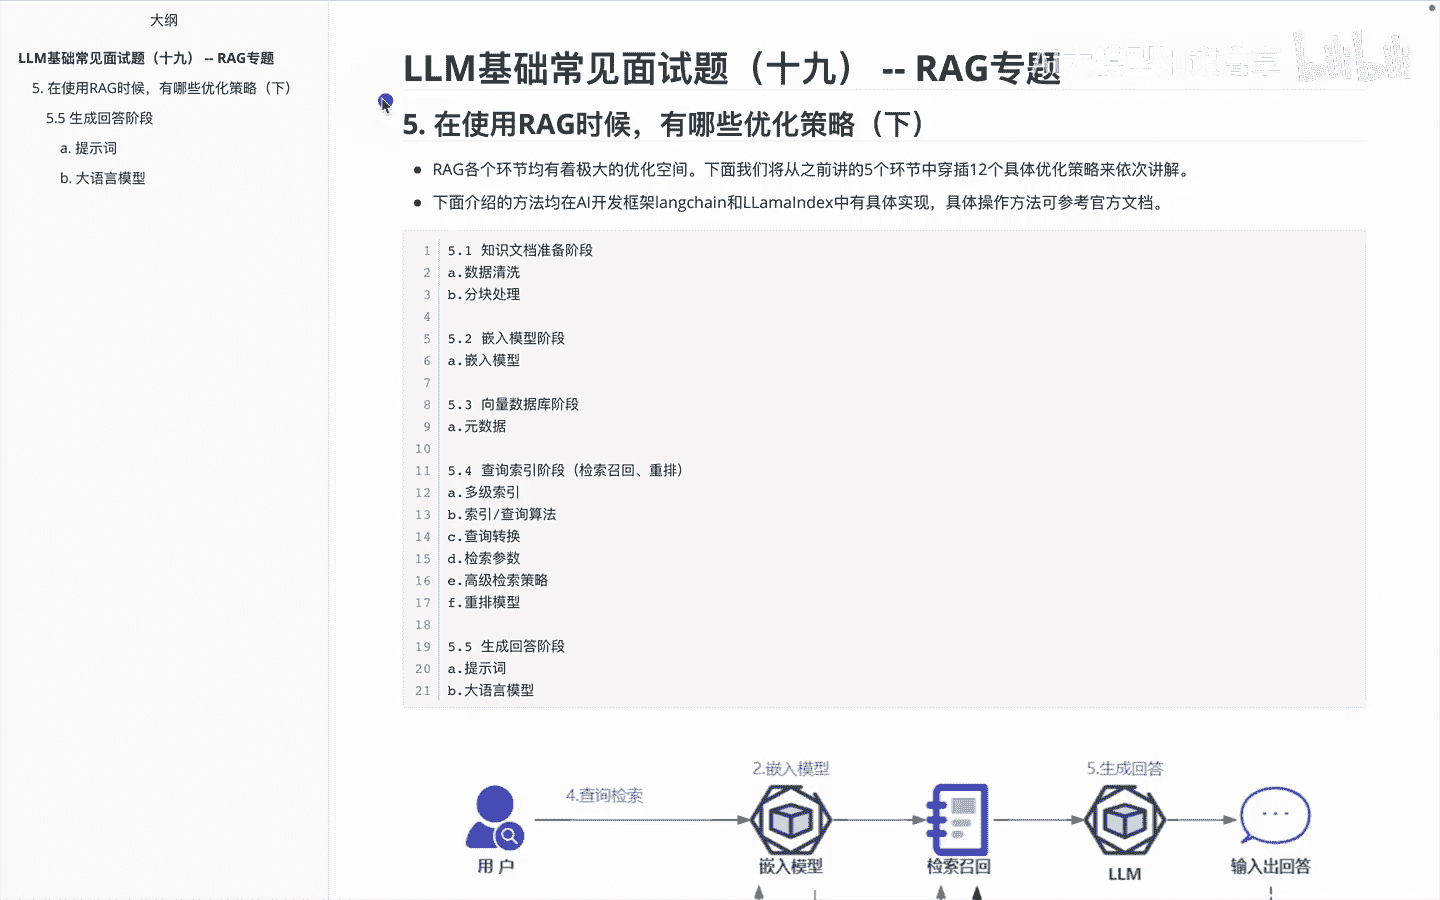 大纲
LLM基础常见面试题（十九） -- RAG专题
5. 在使用RAG时候，有哪些优化策略（下）
5.5 生成回答阶段
a. 提示词
b. 大语言模型
LLM基础常见面试题（十九） -- RAG专题
5. 在使用RAG时候，有哪些优化策略（下）
RAG各个环节均有着极大的优化空间。下面我们将从之前讲的5个环节中穿插12个具体优化策略来依次讲解。
下面介绍的方法均在AI开发框架langchain和LLamaIndex中有具体实现，具体操作方法可参考官方文档。
1 5.1 知识文档准备阶段
2 a.数据清洗
3 b.分块处理
4
5 5.2 嵌入模型阶段
6 a.嵌入模型
7
8 5.3 向量数据库阶段
9 a.元数据
10
11 5.4 查询索引阶段（检索召回、重排）
12 a.多级索引
13 b.索引/查询算法
14 c.查询转换
15 d.检索参数
16 e.高级检索策略
17 f.重排模型
18
19 5.5 生成回答阶段
20 a.提示词
21 b.大语言模型
2.嵌入模型
5.生成回答
4.查询检索
用户
嵌入模型
检索召回
LLM
输入出回答